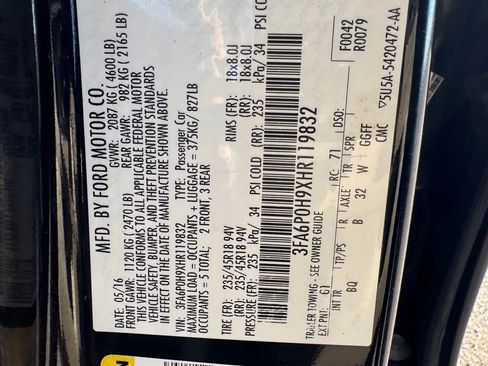 MFD. BY FORD MOTOR CO.
05/16 GVWR: 2087 KG ( 4600 LB)
FRONT GAWR: 1120 KG ( 2470 LB) REAR GAWR: 982 KG ( 2165 LB)
THIS VEHICLE CONFORMS TO ALL APPLICABLE FEDERAL MOTOR
VEHICLE SAFETY, BUMPER, AND THEFT PREVENTION STANDARDS
IN EFFECT ON THE DATE OF MANUFACTURE SHOWN ABOVE.
VIN: 3FA6P0H9XHR119832 TYPE: Passenger Car
MAXIMUM LOAD = OCCUPANTS + LUGGAGE = 375KG/ 827LB
OCCUPANTS = 5 TOTAL: 2 FRONT, 3 REAR
TIRE (FR): 235/45R18 94V RIMS (FR): 18x8.0J
TIRE (RR): 235/45R18 94V (RR): 18x8.0J
PRESSURE (FR): 235 kPa/ 34 PSI COLD
(RR): 235 kPa/ 34 PSI COLD
3FA6P0H9XHR119832
TRAILER TOWING - SEE OWNER GUIDE F0042
R0079
EXT PNT: G1 RC: 71 DSO:
INT TR TP/PS R AXLE TR SPR
BQ B 32 W GGFF
CMC 5U5A-5420472-AA